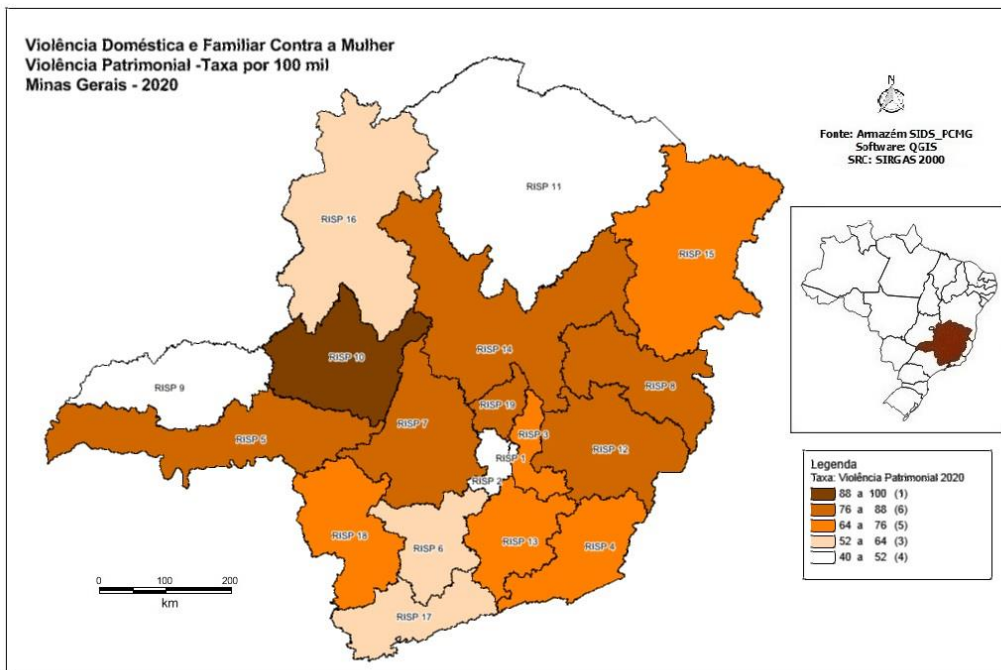 Violência Doméstica e Familiar Contra a Mulher
Violência Patrimonial -Taxa por 100 mil
Minas Gerais - 2020
N
Fonte: Armazém SIDS_PCMG
Software: QGIS
SRC: SIRGAS 2000
RISP 11
RISP 16
RISP 15
RISP 10
RISP 14
RISP 9
RISP 8
RISP 19
RISP 7
RISP 3
RISP 5
RISP 12
RISP 1
RISP 2
RISP 18
RISP 6
RISP 13
RISP 4
RISP 17
0 100 200
km
Legenda
Taxa: Violência Patrimonial 2020
88 a 100 (1)
76 a 88 (6)
64 a 76 (5)
52 a 64 (3)
40 a 52 (4)